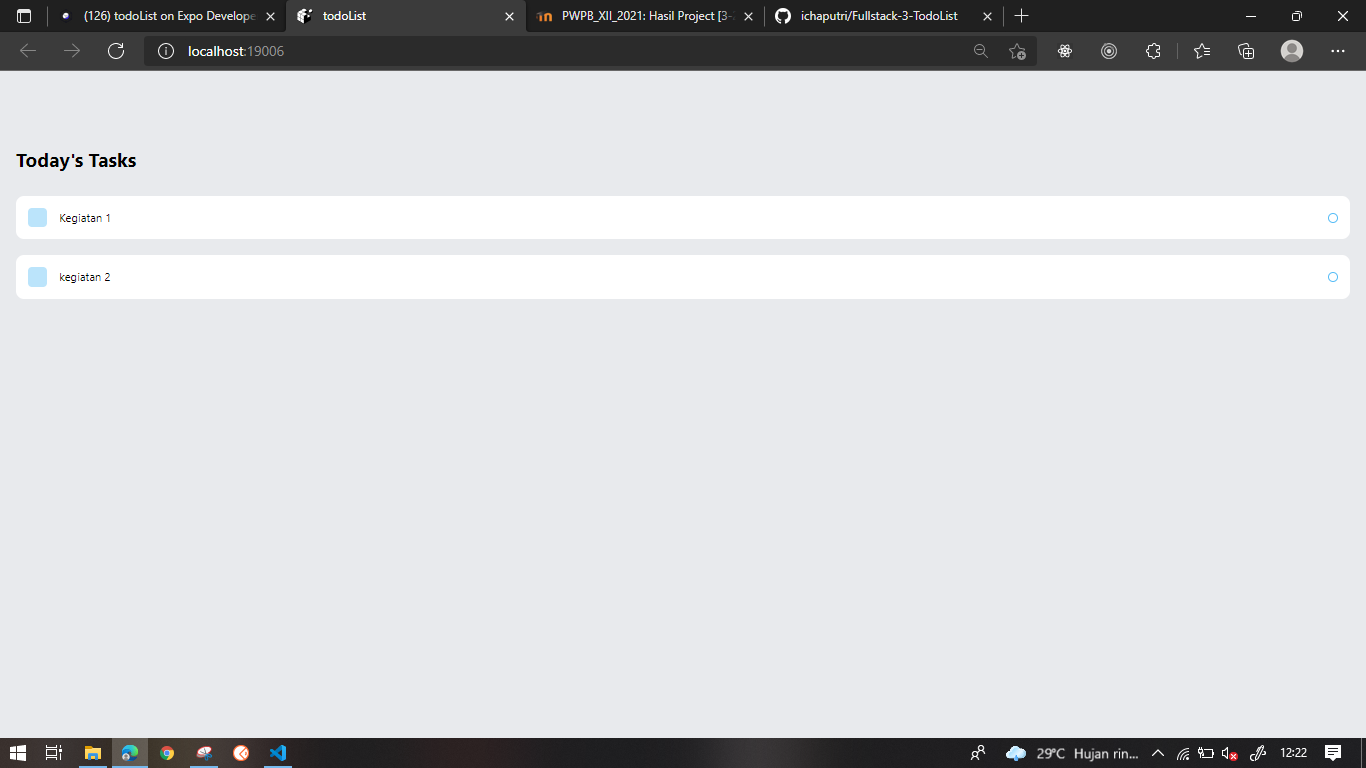 (126) todoList on Expo Develope
todoList
PWPB_XII_2021: Hasil Project [3-
ichaputri/Fullstack-3-TodoList
localhost:19006
Today's Tasks
Kegiatan 1
kegiatan 2
29°C Hujan rin...
12:22